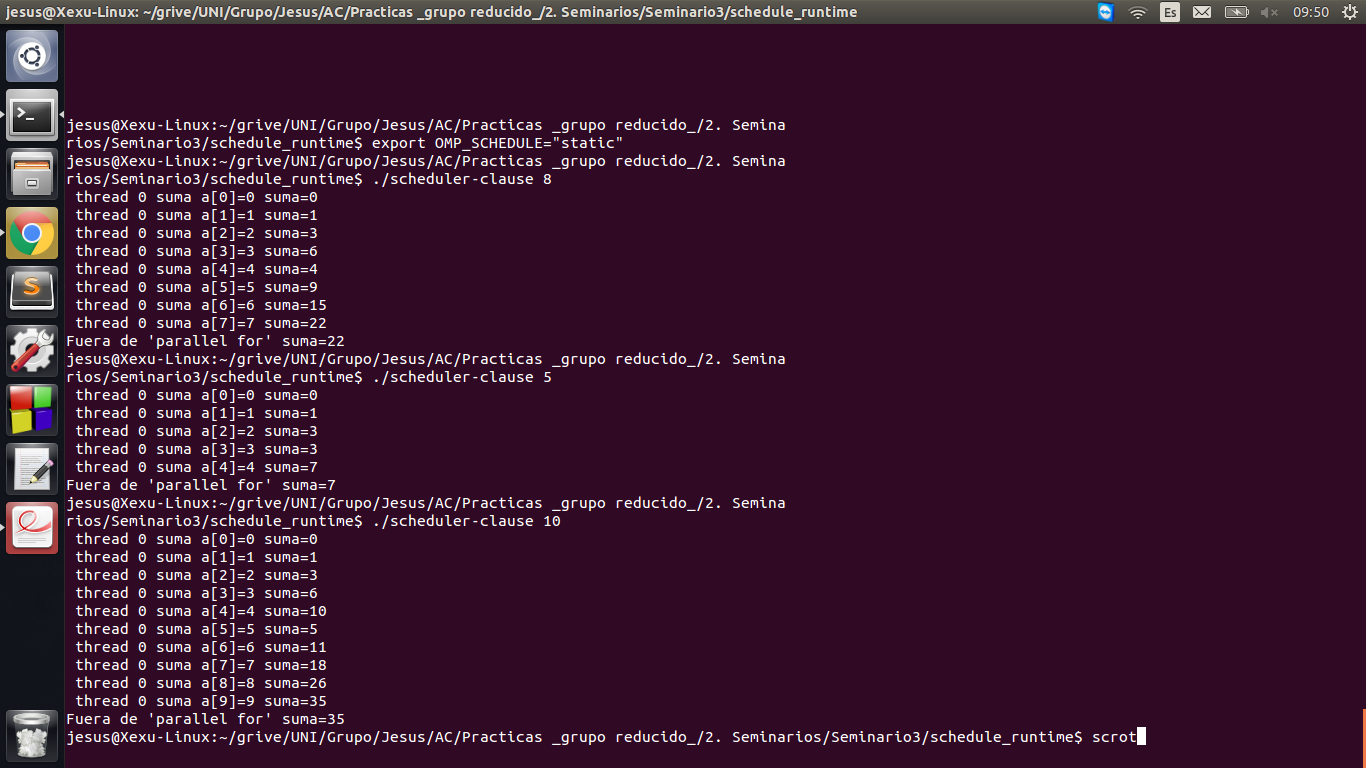 jesus@Xexu-Linux: ~/grive/UNI/Grupo/Jesus/AC/Practicas _grupo reducido_/2. Seminarios/Seminario3/schedule_runtime
Es
09:50
jesus@Xexu-Linux:~/grive/UNI/Grupo/Jesus/AC/Practicas _grupo reducido_/2. Semina
rios/Seminario3/schedule_runtime$ export OMP_SCHEDULE="static"
jesus@Xexu-Linux:~/grive/UNI/Grupo/Jesus/AC/Practicas _grupo reducido_/2. Semina
rios/Seminario3/schedule_runtime$ ./scheduler-clause 8
thread 0 suma a[0]=0 suma=0
thread 0 suma a[1]=1 suma=1
thread 0 suma a[2]=2 suma=3
thread 0 suma a[3]=3 suma=6
thread 0 suma a[4]=4 suma=4
thread 0 suma a[5]=5 suma=9
thread 0 suma a[6]=6 suma=15
thread 0 suma a[7]=7 suma=22
Fuera de 'parallel for' suma=22
jesus@Xexu-Linux:~/grive/UNI/Grupo/Jesus/AC/Practicas _grupo reducido_/2. Semina
rios/Seminario3/schedule_runtime$ ./scheduler-clause 5
thread 0 suma a[0]=0 suma=0
thread 0 suma a[1]=1 suma=1
thread 0 suma a[2]=2 suma=3
thread 0 suma a[3]=3 suma=3
thread 0 suma a[4]=4 suma=7
Fuera de 'parallel for' suma=7
jesus@Xexu-Linux:~/grive/UNI/Grupo/Jesus/AC/Practicas _grupo reducido_/2. Semina
rios/Seminario3/schedule_runtime$ ./scheduler-clause 10
thread 0 suma a[0]=0 suma=0
thread 0 suma a[1]=1 suma=1
thread 0 suma a[2]=2 suma=3
thread 0 suma a[3]=3 suma=6
thread 0 suma a[4]=4 suma=10
thread 0 suma a[5]=5 suma=5
thread 0 suma a[6]=6 suma=11
thread 0 suma a[7]=7 suma=18
thread 0 suma a[8]=8 suma=26
thread 0 suma a[9]=9 suma=35
Fuera de 'parallel for' suma=35
jesus@Xexu-Linux:~/grive/UNI/Grupo/Jesus/AC/Practicas _grupo reducido_/2. Seminarios/Seminario3/schedule_runtime$ scrot